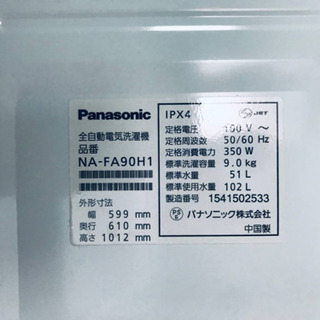 Panasonic
全自動電気洗濯機
品番
NA-FA90H1
外形寸法
幅 599 mm
奥行 610 mm
高さ 1012 mm
IPX4
JET
定格電圧 100 V ～
定格周波数 50/60 Hz
定格消費電力 350 W
標準洗濯容量 9.0 kg
標準水量 51 L
標準使用水量 102 L
製造番号 1541502533
PSE パナソニック株式会社
中国製